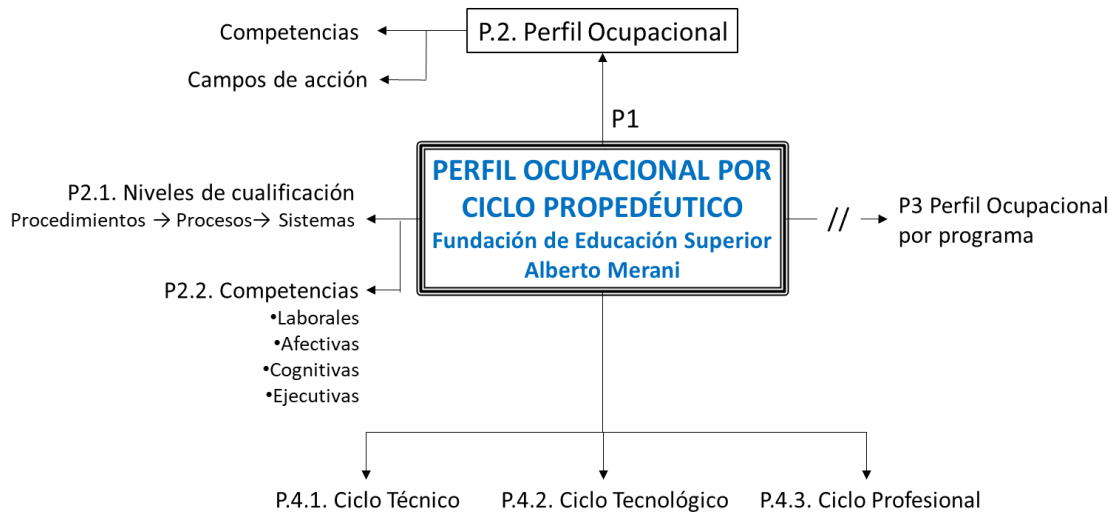 P.2. Perfil Ocupacional
Competencias
Campos de acción
P1
PERFIL OCUPACIONAL POR
CICLO PROPEDÉUTICO
Fundación de Educación Superior
Alberto Merani
P2.1. Niveles de cualificación
Procedimientos → Procesos→ Sistemas
P2.2. Competencias
•Laborales
•Afectivas
•Cognitivas
•Ejecutivas
//
P3 Perfil Ocupacional
por programa
P.4.1. Ciclo Técnico
P.4.2. Ciclo Tecnológico
P.4.3. Ciclo Profesional